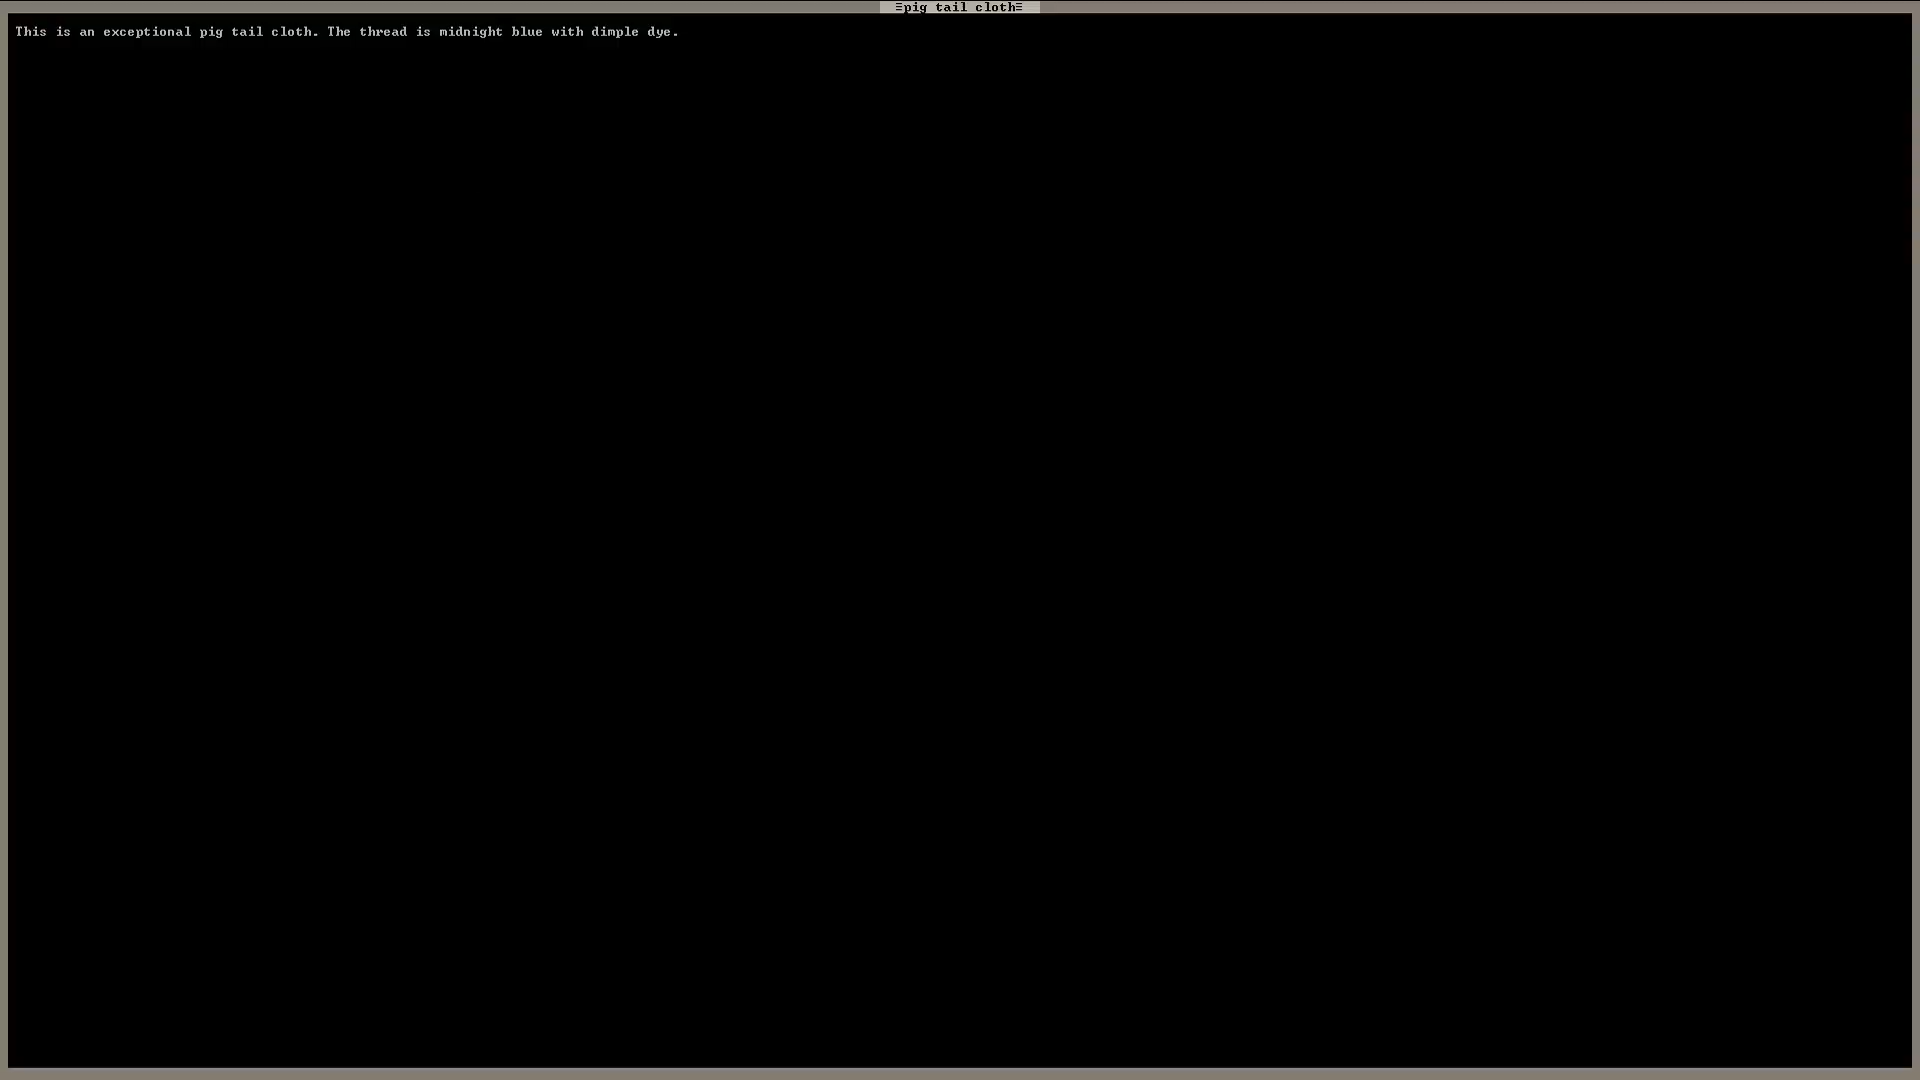 ≡pig tail cloth≡
This is an exceptional pig tail cloth. The thread is midnight blue with dimple dye.